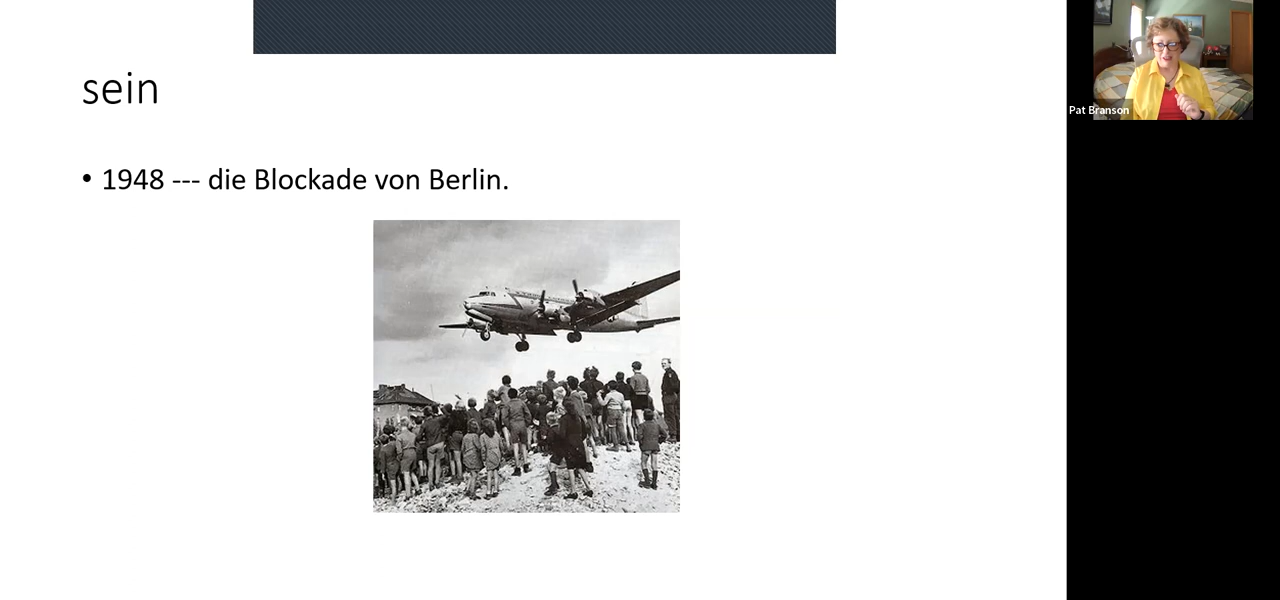 sein
• 1948 --- die Blockade von Berlin.
Pat Branson